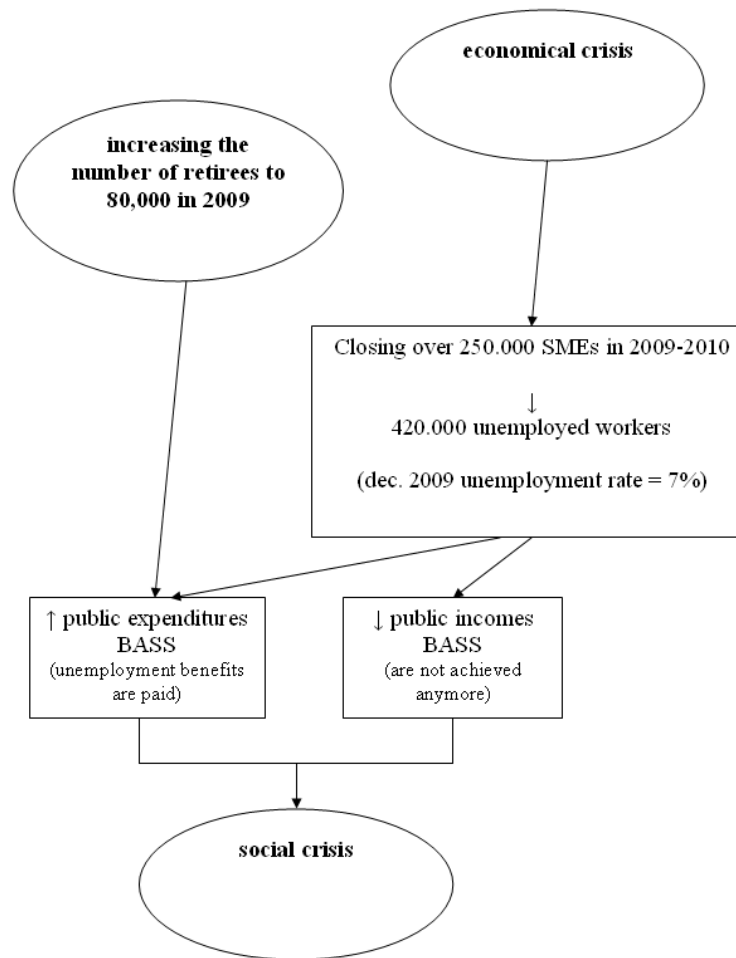 economical crisis
increasing the
number of retirees to
80,000 in 2009
Closing over 250.000 SMEs in 2009-2010
↓
420.000 unemployed workers
(dec. 2009 unemployment rate = 7%)
↑ public expenditures
BASS
(unemployment benefits
are paid)
↓ public incomes
BASS
(are not achieved
anymore)
social crisis